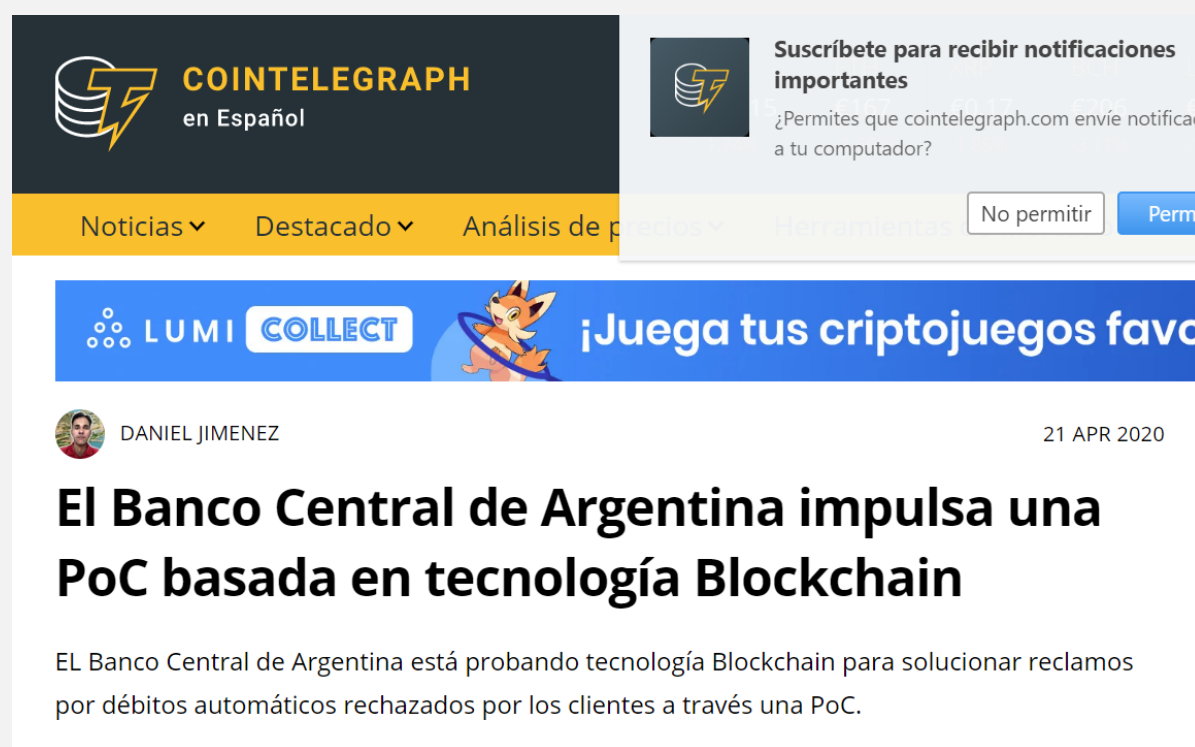 COINTELEGRAPH
en Español
Suscríbete para recibir notificaciones
importantes
¿Permites que cointelegraph.com envíe
a tu computador?
No permitir
Noticias
Destacado
Análisis de precios
Herramientas
LUMI COLLECT
¡Juega tus criptojuegos
DANIEL JIMENEZ
21 APR 2020
El Banco Central de Argentina impulsa una
PoC basada en tecnología Blockchain
EL Banco Central de Argentina está probando tecnología Blockchain para solucionar reclamos
por débitos automáticos rechazados por los clientes a través una PoC.